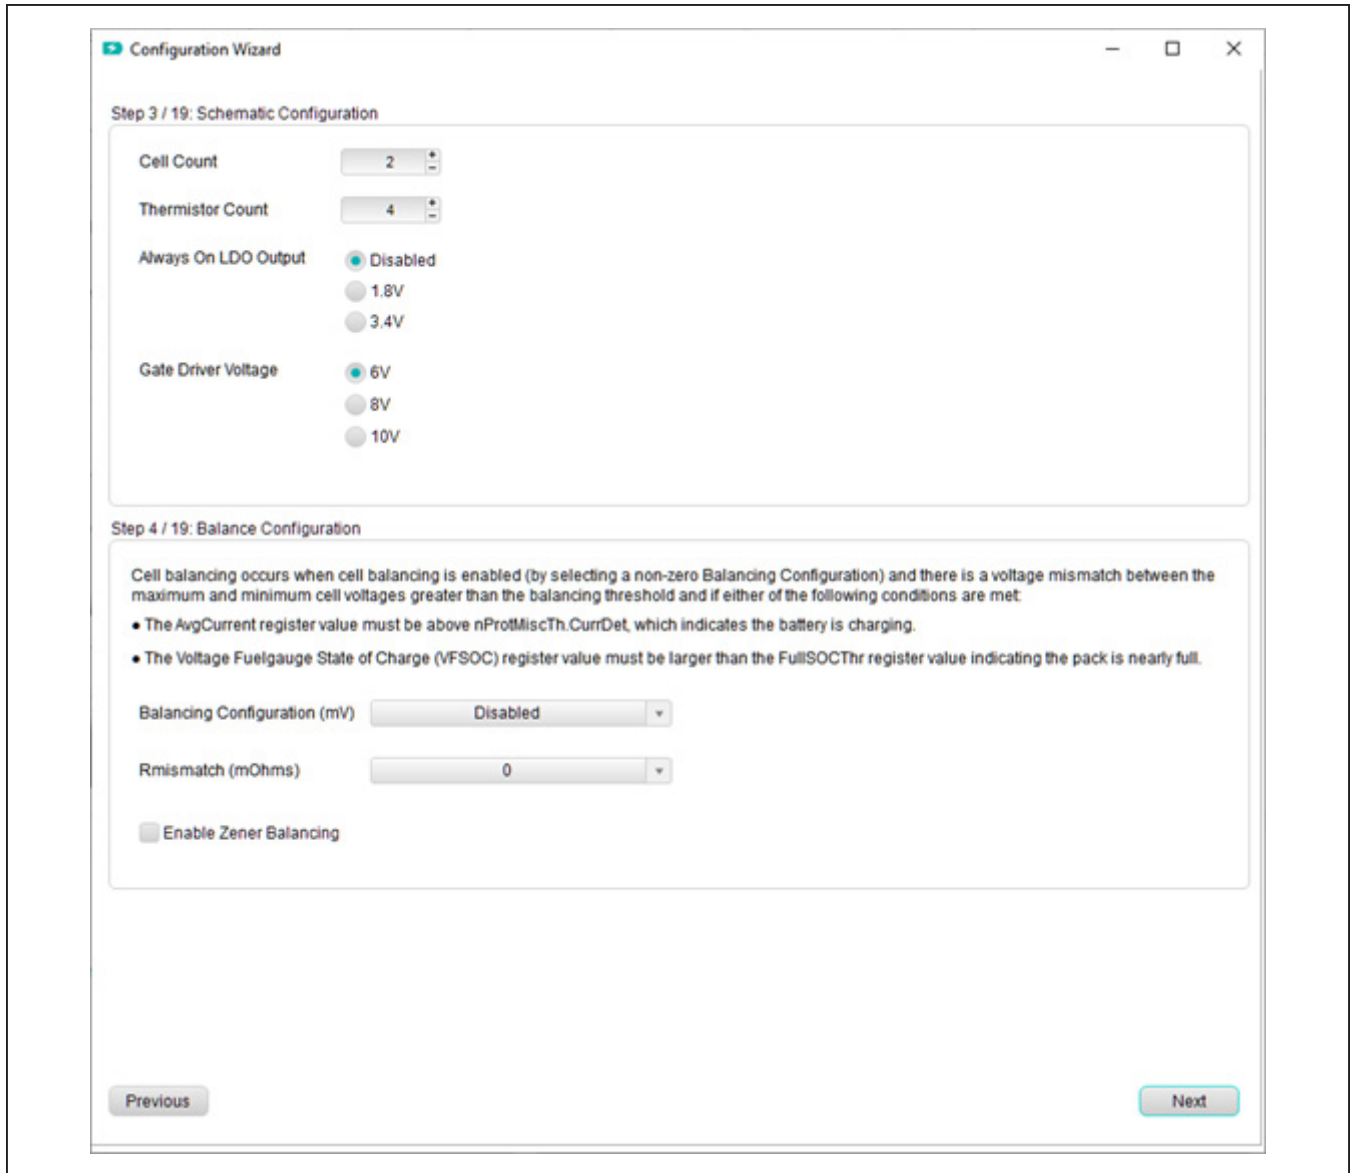 Configuration Wizard
Step 3 / 19: Schematic Configuration
Cell Count 2
Thermistor Count 4
Always On LDO Output Disabled
1.8V
3.4V
Gate Driver Voltage 6V
8V
10V
Step 4 / 19: Balance Configuration
Cell balancing occurs when cell balancing is enabled (by selecting a non-zero Balancing Configuration) and there is a voltage mismatch between the
maximum and minimum cell voltages greater than the balancing threshold and if either of the following conditions are met:
• The AvgCurrent register value must be above nProtMiscTh.CurrDet, which indicates the battery is charging.
• The Voltage Fuelgauge State of Charge (VFSOC) register value must be larger than the FullSOCThr register value indicating the pack is nearly full.
Balancing Configuration (mV) Disabled
Rmismatch (mOhms) 0
Enable Zener Balancing
Previous Next